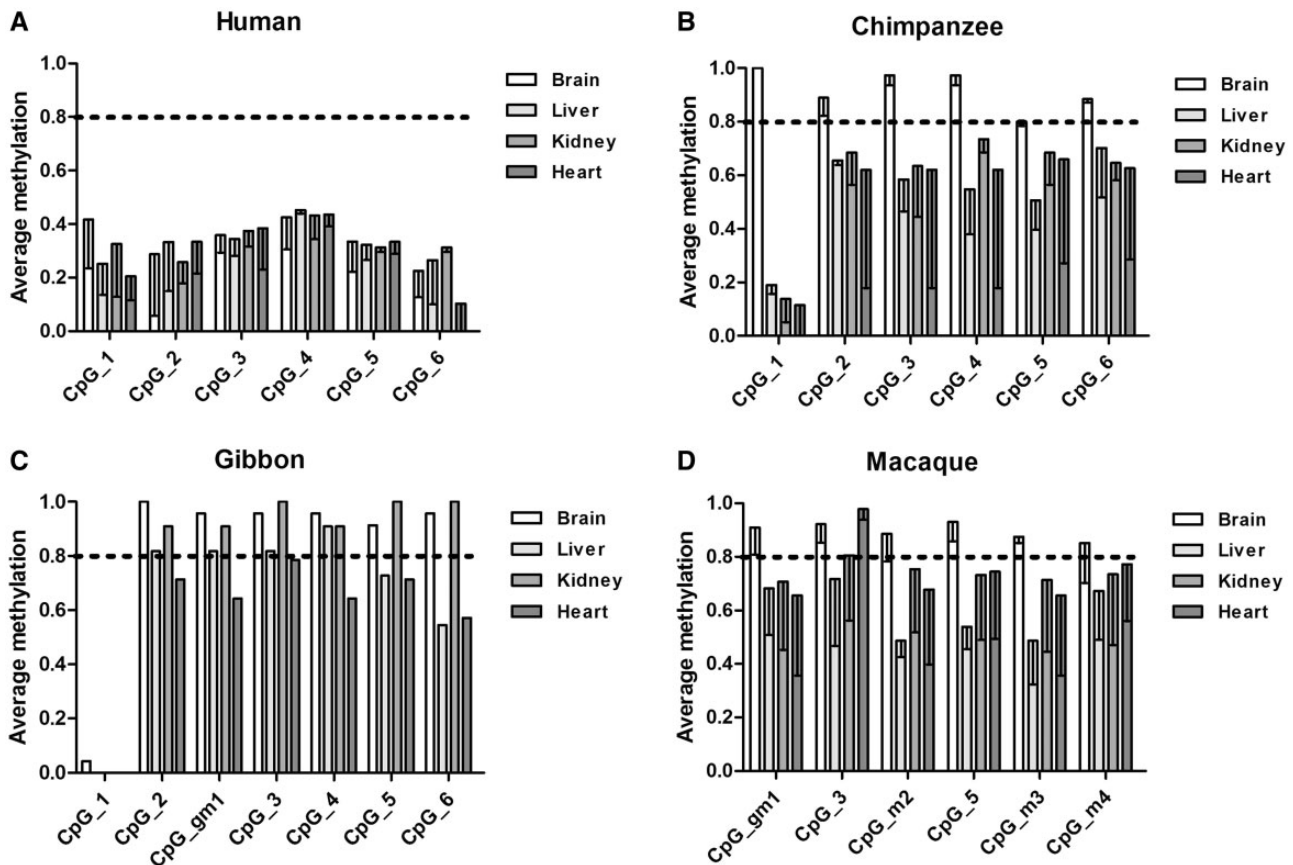 A
Human
Average methylation
1.0
0.8
0.6
0.4
0.2
0.0
CpG_1
CpG_2
CpG_3
CpG_4
CpG_5
CpG_6
Brain
Liver
Kidney
Heart
B
Chimpanzee
Average methylation
1.0
0.8
0.6
0.4
0.2
0.0
CpG_1
CpG_2
CpG_3
CpG_4
CpG_5
CpG_6
Brain
Liver
Kidney
Heart
C
Gibbon
Average methylation
1.0
0.8
0.6
0.4
0.2
0.0
CpG_1
CpG_2
CpG_gm1
CpG_3
CpG_4
CpG_5
CpG_6
Brain
Liver
Kidney
Heart
D
Macaque
Average methylation
1.0
0.8
0.6
0.4
0.2
0.0
CpG_gm1
CpG_3
CpG_m2
CpG_5
CpG_m3
CpG_m4
Brain
Liver
Kidney
Heart